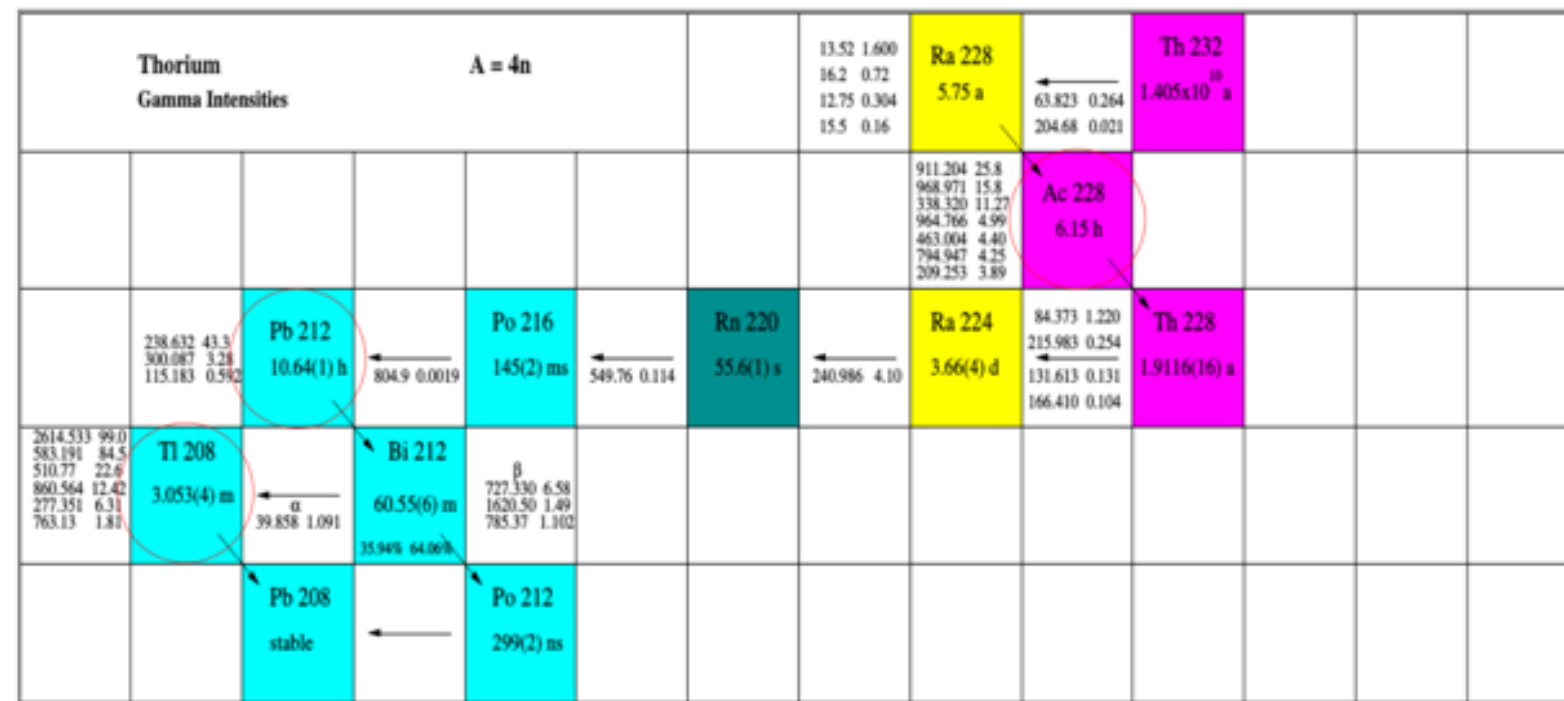 Thorium
A = 4n
Gamma Intensities
13.52 1.600
16.2 0.72
12.75 0.304
15.5 0.16
Ra 228
5.75 a
63.823 0.264
204.68 0.021
Th 232
1.405x10^10 a
911.204 25.8
968.971 15.8
338.320 11.27
964.766 4.99
463.004 4.40
794.947 4.25
209.253 3.89
Ac 228
6.15 h
238.632 43.3
300.087 3.28
115.183 0.592
Pb 212
10.64(1) h
804.9 0.0019
Po 216
145(2) ms
549.76 0.114
Rn 220
55.6(1) s
240.986 4.10
Ra 224
3.66(4) d
84.373 1.220
215.983 0.254
131.613 0.131
166.410 0.104
Th 228
1.9116(16) a
2614.533 99.0
583.191 84.5
510.77 22.6
860.564 12.42
277.351 6.31
763.13 1.81
Tl 208
3.053(4) m
α
39.858 1.091
Bi 212
60.55(6) m
35.94% 64.06%
β
727.330 6.58
1620.50 1.49
785.37 1.102
Pb 208
stable
Po 212
299(2) ns